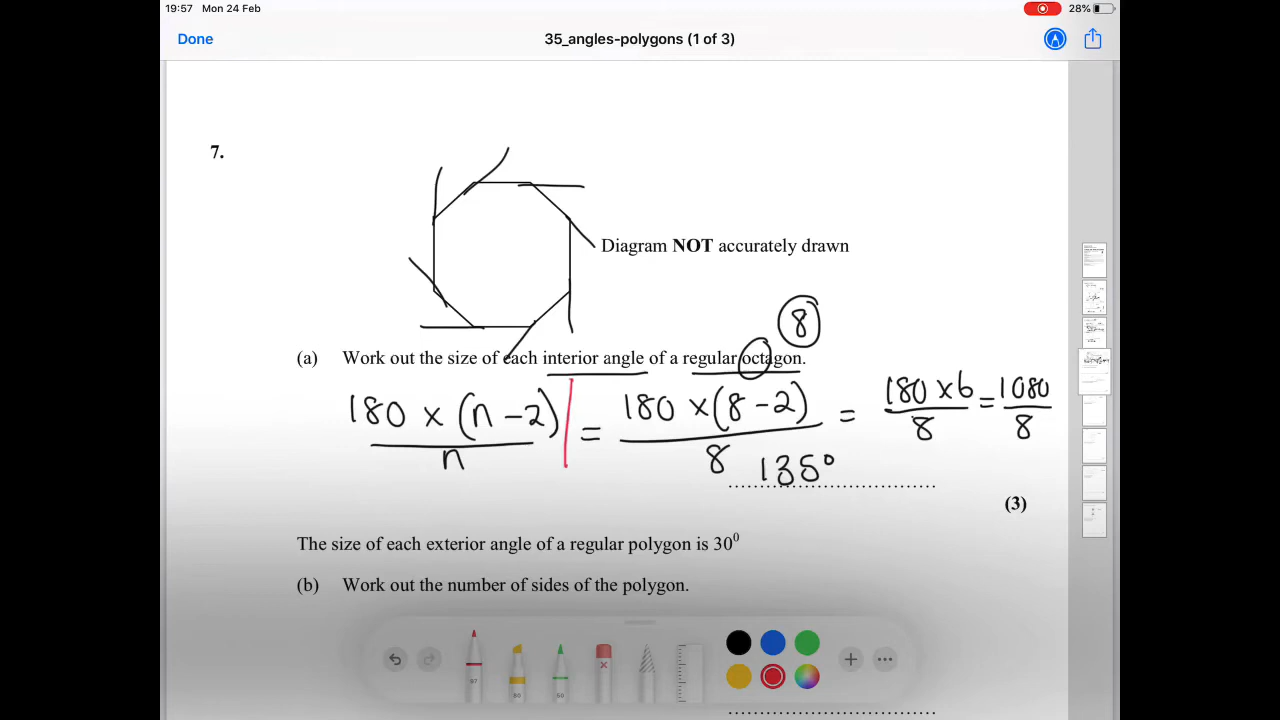 19:57 Mon 24 Feb
28%
Done
35_angles-polygons (1 of 3)
7.
Diagram NOT accurately drawn
8
(a) Work out the size of each interior angle of a regular octagon.
180 × (n - 2) / n = 180 × (8 - 2) / 8 = 180 × 6 / 8 = 1080 / 8
135°
(3)
The size of each exterior angle of a regular polygon is 30⁰
(b) Work out the number of sides of the polygon.
97 80 50